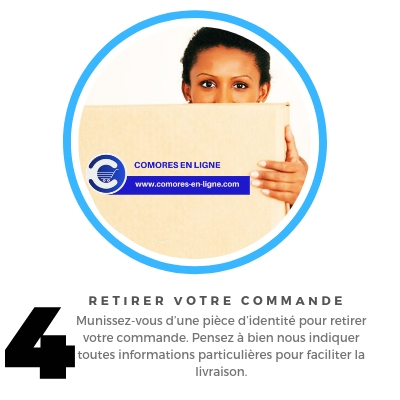 COMORES EN LIGNE
www.comores-en-ligne.com
4
RETIRER VOTRE COMMANDE
Munissez-vous d'une pièce d'identité pour retirer
votre commande. Pensez à bien nous indiquer
toutes informations particulières pour faciliter la
livraison.